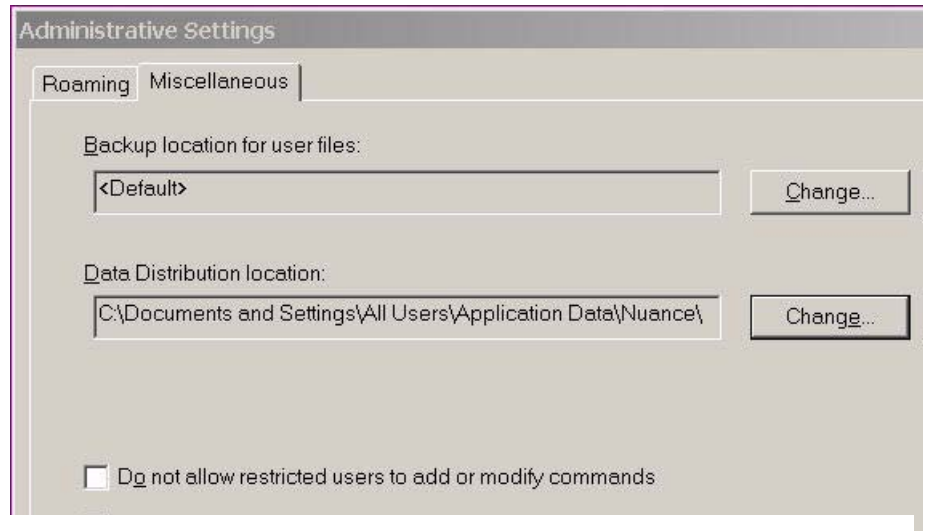 Administrative Settings
Roaming Miscellaneous
Backup location for user files:
<Default>
Change...
Data Distribution location:
C:\Documents and Settings\All Users\Application Data\Nuance\
Change...
Do not allow restricted users to add or modify commands